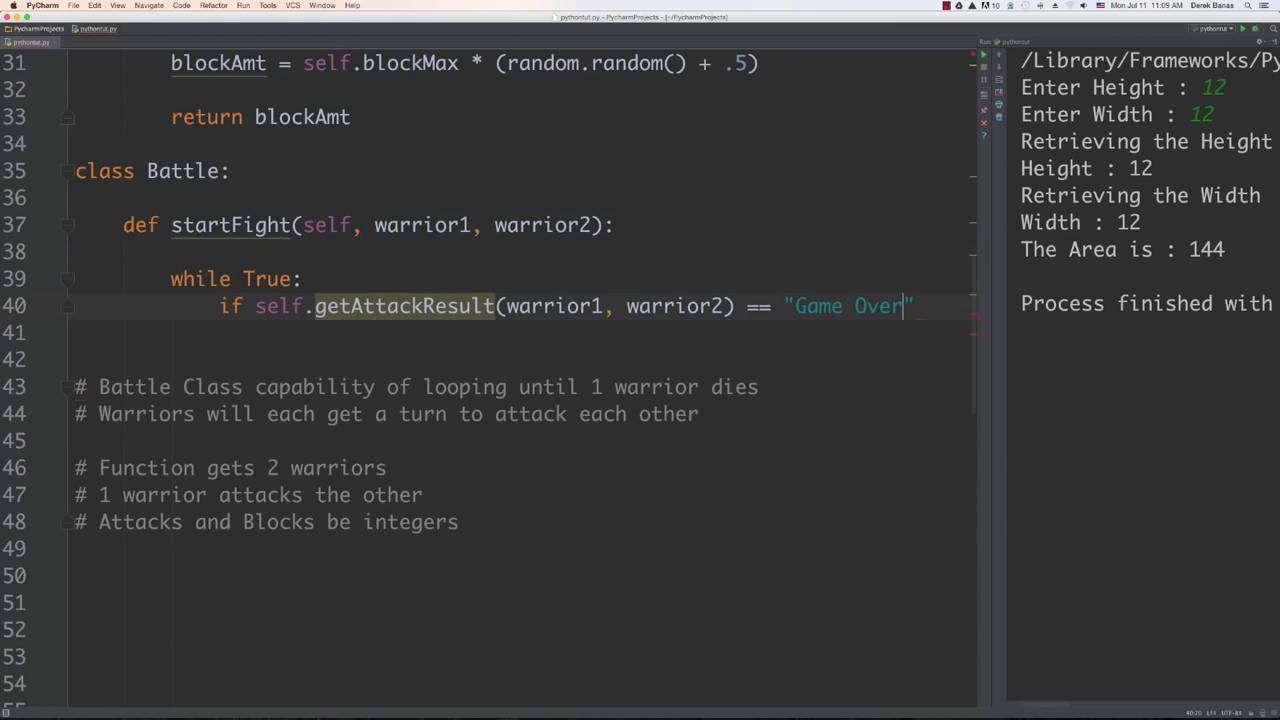 PyCharm File Edit View Navigate Code Refactor Run Tools VCS Window Help
10 Mon Jul 11 11:09 AM Derek Banas
pythontut.py - PycharmProjects - [~/PycharmProjects]
PycharmProjects pythontut.py pythontut
pythontut.py
Run pythontut
31 blockAmt = self.blockMax * (random.random() + .5)
32
33 return blockAmt
34
35 class Battle:
36
37 def startFight(self, warrior1, warrior2):
38
39 while True:
40 if self.getAttackResult(warrior1, warrior2) == "Game Over"
41
42
43 # Battle Class capability of looping until 1 warrior dies
44 # Warriors will each get a turn to attack each other
45
46 # Function gets 2 warriors
47 # 1 warrior attacks the other
48 # Attacks and Blocks be integers
49
50
51
52
53
54
/Library/Frameworks/Py
Enter Height : 12
Enter Width : 12
Retrieving the Height
Height : 12
Retrieving the Width
Width : 12
The Area is : 144
Process finished with
40:70 LF UTF-8